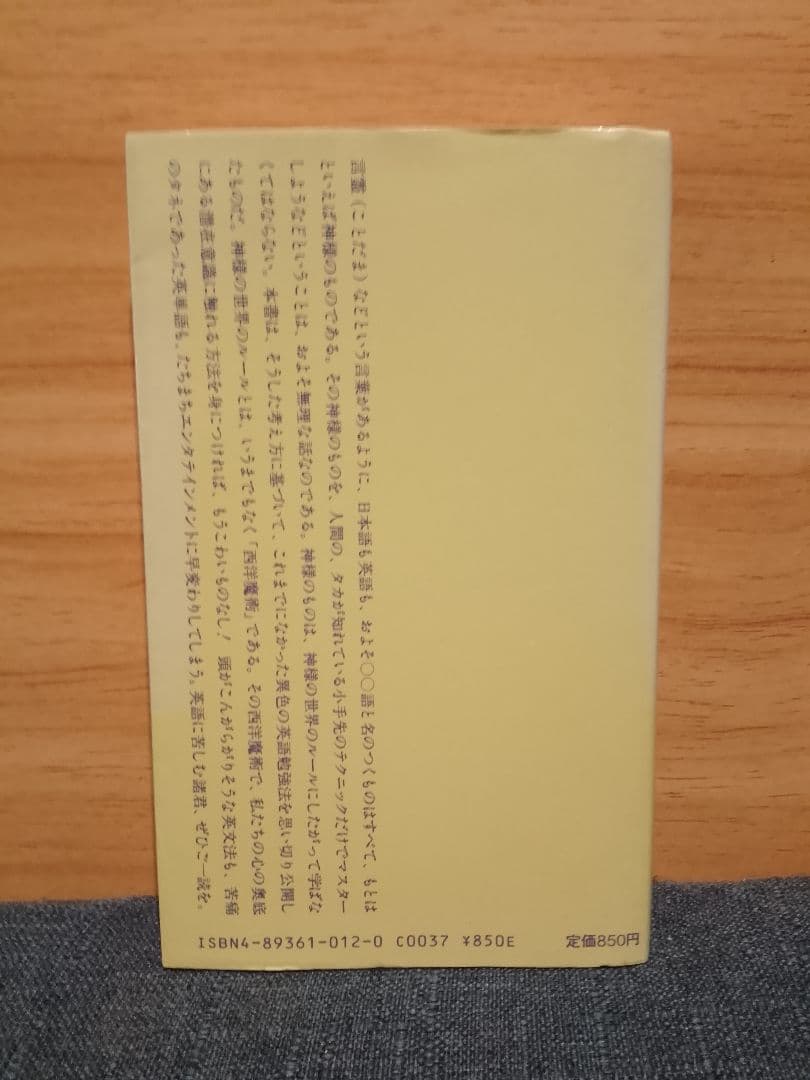 言霊(ことだま)などという言葉があるように、日本語も英語も、およそ〇〇語と名のつくものはすべて、もとは
といえば神様のものである。その神様のものを、人間の、タカが知れている小手先のテクニックだけでマスター
しようなどということは、およそ無理な話なのである。神様のものは、神様の世界のルールにしたがって学ばな
くてはならない。本書は、そうした考え方に基づいて、これまでになかった異色の英語勉強法を思い切り公開し
たものだ。神様の世界のルールとは、いうまでもなく「西洋魔術」である。その西洋魔術で、私たちの心の奥底
にある潜在意識に触れる方法を身につければ、もうこわいものなし! 頭がこんがらがりそうな英文法も、苦痛
のタネであった英単語も、たちまちエンタテインメントに早変わりしてしまう。英語に苦しむ諸君、ぜひご一読を。
ISBN4-89361-012-0 C0037 ¥850E 定価850円